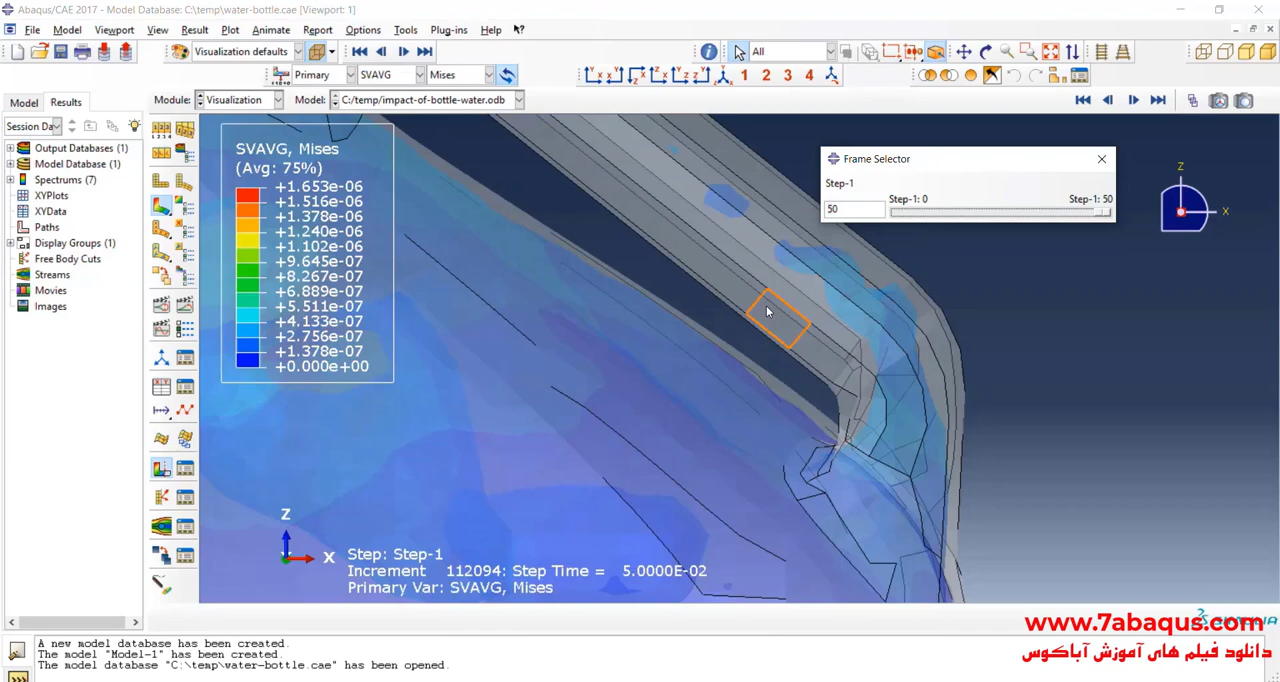 Abaqus/CAE 2017 - Model Database: C:\temp\water-bottle.cae [Viewport: 1]
File Model Viewport View Result Plot Animate Report Options Tools Plug-ins Help
Visualization defaults All
Primary SVAVG Mises 1 2 3 4
Model Results Module: Visualization Model: C:/temp/impact-of-bottle-water.odb
Session Da
Output Databases (1)
Model Database (1)
Spectrums (7)
XYPlots
XYData
Paths
Display Groups (1)
Free Body Cuts
Streams
Movies
Images
SVAVG, Mises
(Avg: 75%)
+1.653e-06
+1.516e-06
+1.378e-06
+1.240e-06
+1.102e-06
+9.645e-07
+8.267e-07
+6.889e-07
+5.511e-07
+4.133e-07
+2.756e-07
+1.378e-07
+0.000e+00
Frame Selector
Step-1
50 Step-1: 0 Step-1: 50
Z
X
Z
X
Step: Step-1
Increment 112094: Step Time = 5.0000E-02
Primary Var: SVAVG, Mises
www.7abaqus.com
دانلود فیلم های آموزش آباکوس
A new model database has been created.
The model "Model-1" has been created.
The model database "C:\temp\water-bottle.cae" has been opened.
>>>